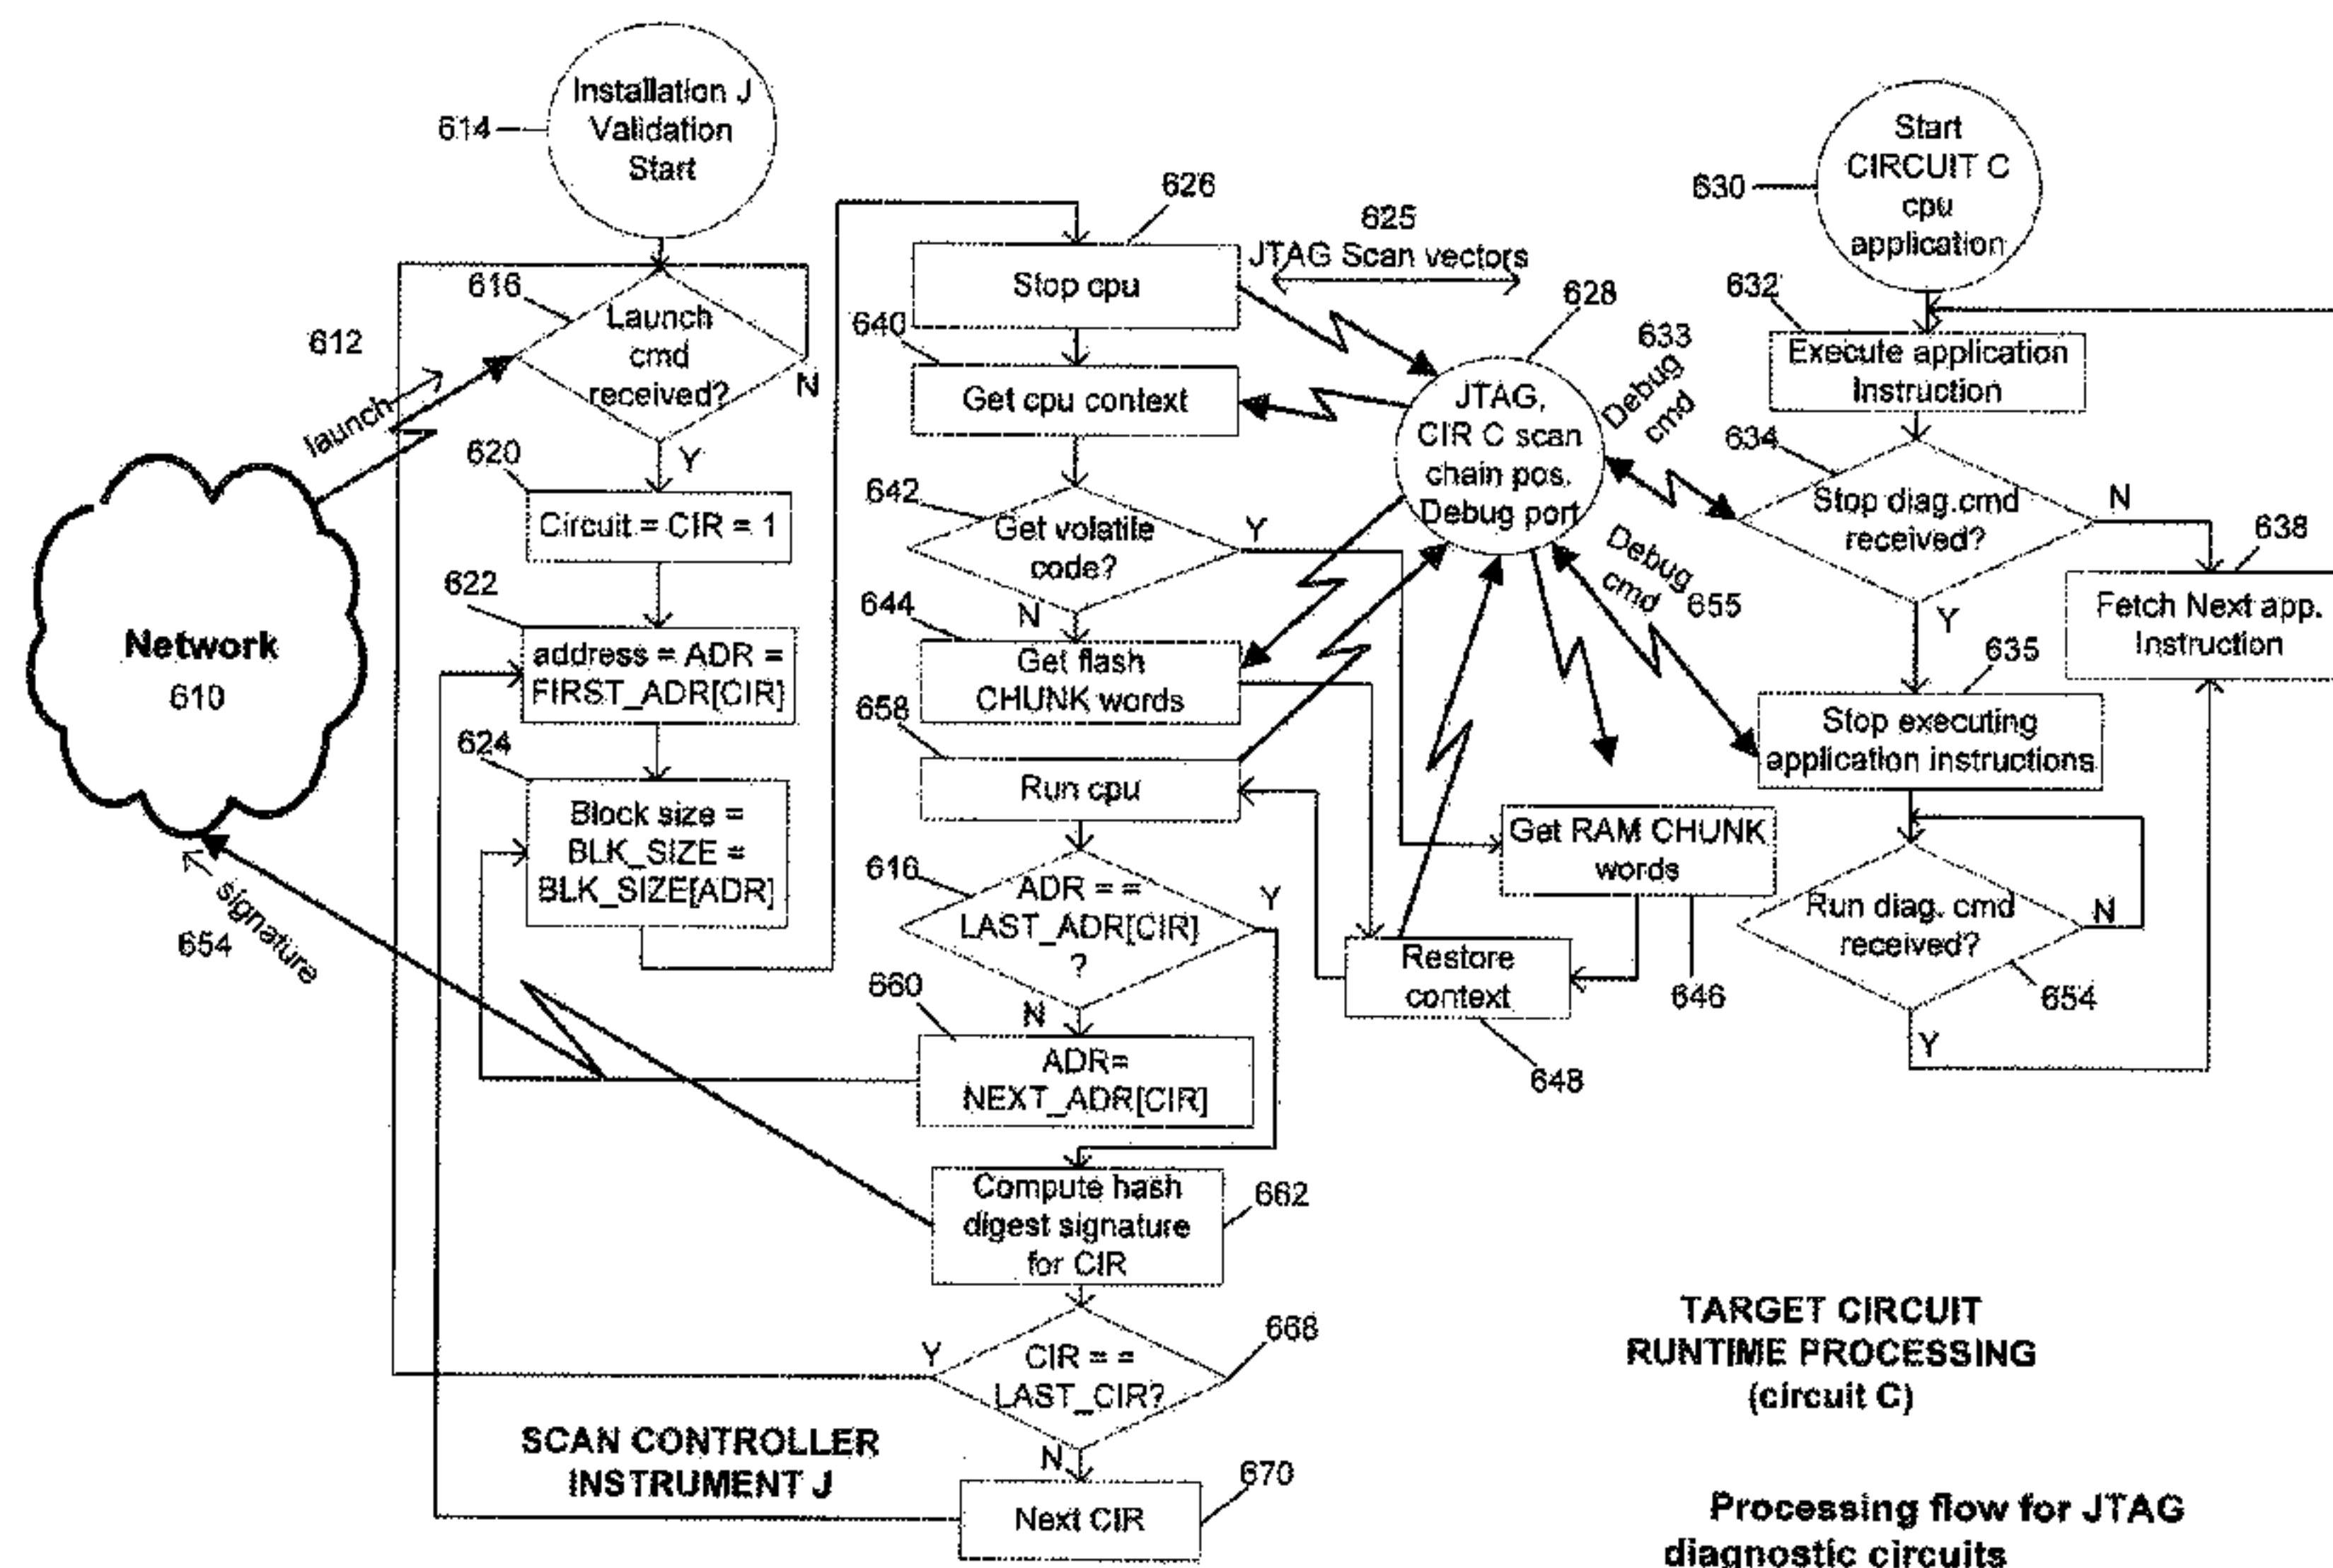 Installation J
Validation
Start
614
616
Launch
cmd
received?
N
Y
612
launch
Network
610
620
Circuit = CIR = 1
622
address = ADR =
FIRST_ADR[CIR]
624
Block size =
BLK_SIZE =
BLK_SIZE[ADR]
654
signature
626
Stop cpu
625
JTAG Scan vectors
640
Get cpu context
642
Get volatile
code?
Y
N
644
Get flash
CHUNK words
658
Run cpu
616
ADR = =
LAST_ADR[CIR]
?
Y
N
660
ADR=
NEXT_ADR[CIR]
Compute hash
digest signature
for CIR
662
CIR = =
LAST_CIR?
668
Y
N
Next CIR
670
SCAN CONTROLLER
INSTRUMENT J
628
JTAG,
CIR C scan
chain pos.
Debug port
633
Debug
cmd
Debug
cmd
655
Get RAM CHUNK
words
646
Restore
context
648
630
Start
CIRCUIT C
cpu
application
632
Execute application
Instruction
634
Stop diag.cmd
received?
N
Y
638
Fetch Next app.
Instruction
635
Stop executing
application instructions
Run diag. cmd
received?
N
654
Y
TARGET CIRCUIT
RUNTIME PROCESSING
(circuit C)
Processing flow for JTAG
diagnostic circuits